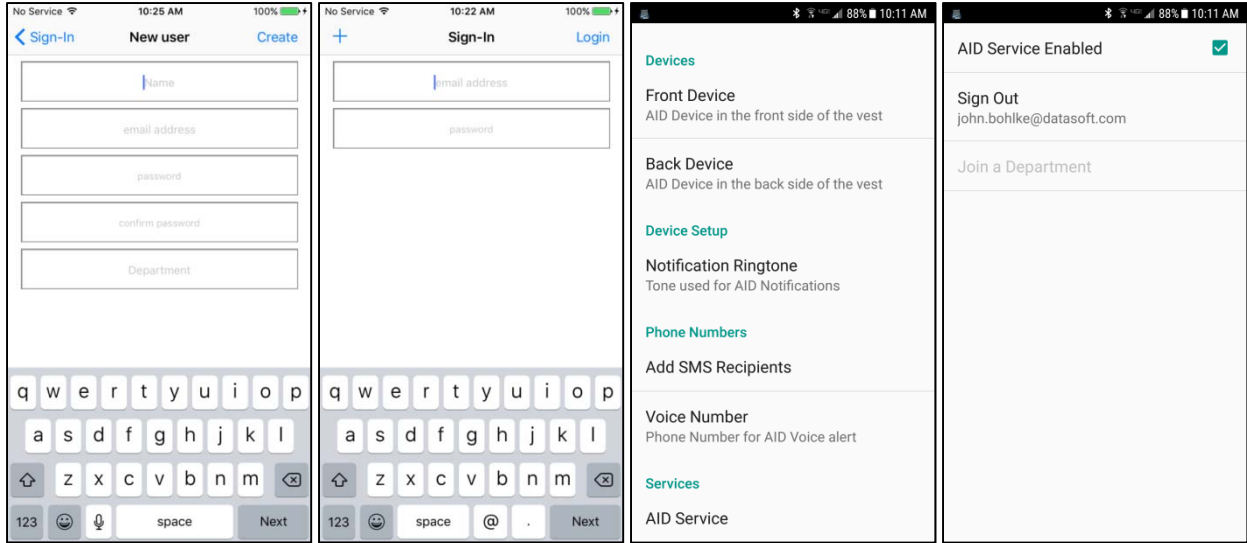 No Service 10:25 AM 100%
Sign-In New user Create
Name
email address
password
confirm password
Department
q w e r t y u i o p
a s d f g h j k l
z x c v b n m
123 space Next
No Service 10:22 AM 100%
+ Sign-In Login
email address
password
q w e r t y u i o p
a s d f g h j k l
z x c v b n m
123 space @ . Next
88% 10:11 AM
Devices
Front Device
AID Device in the front side of the vest
Back Device
AID Device in the back side of the vest
Device Setup
Notification Ringtone
Tone used for AID Notifications
Phone Numbers
Add SMS Recipients
Voice Number
Phone Number for AID Voice alert
Services
AID Service
88% 10:11 AM
AID Service Enabled
Sign Out
john.bohlke@datasoft.com
Join a Department